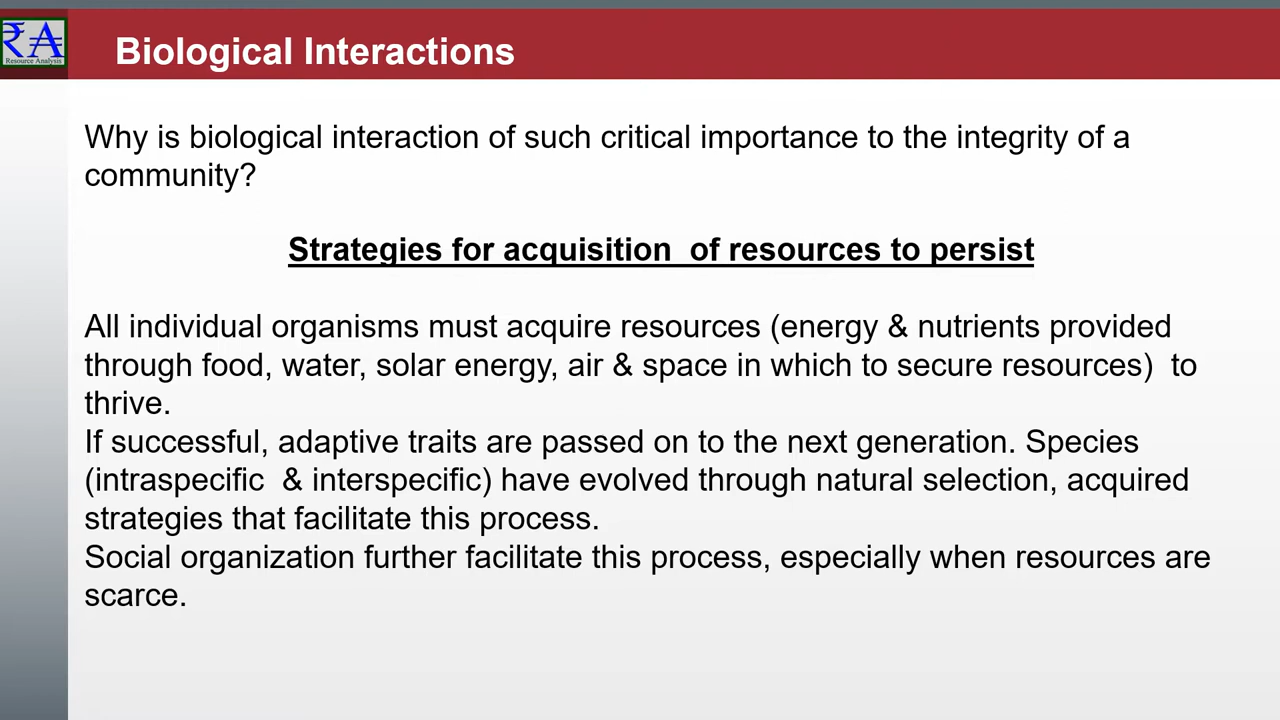 RA
Resource Analysis
Biological Interactions
Why is biological interaction of such critical importance to the integrity of a
community?
Strategies for acquisition  of resources to persist
All individual organisms must acquire resources (energy & nutrients provided
through food, water, solar energy, air & space in which to secure resources)  to
thrive.
If successful, adaptive traits are passed on to the next generation. Species
(intraspecific  & interspecific) have evolved through natural selection, acquired
strategies that facilitate this process.
Social organization further facilitate this process, especially when resources are
scarce.